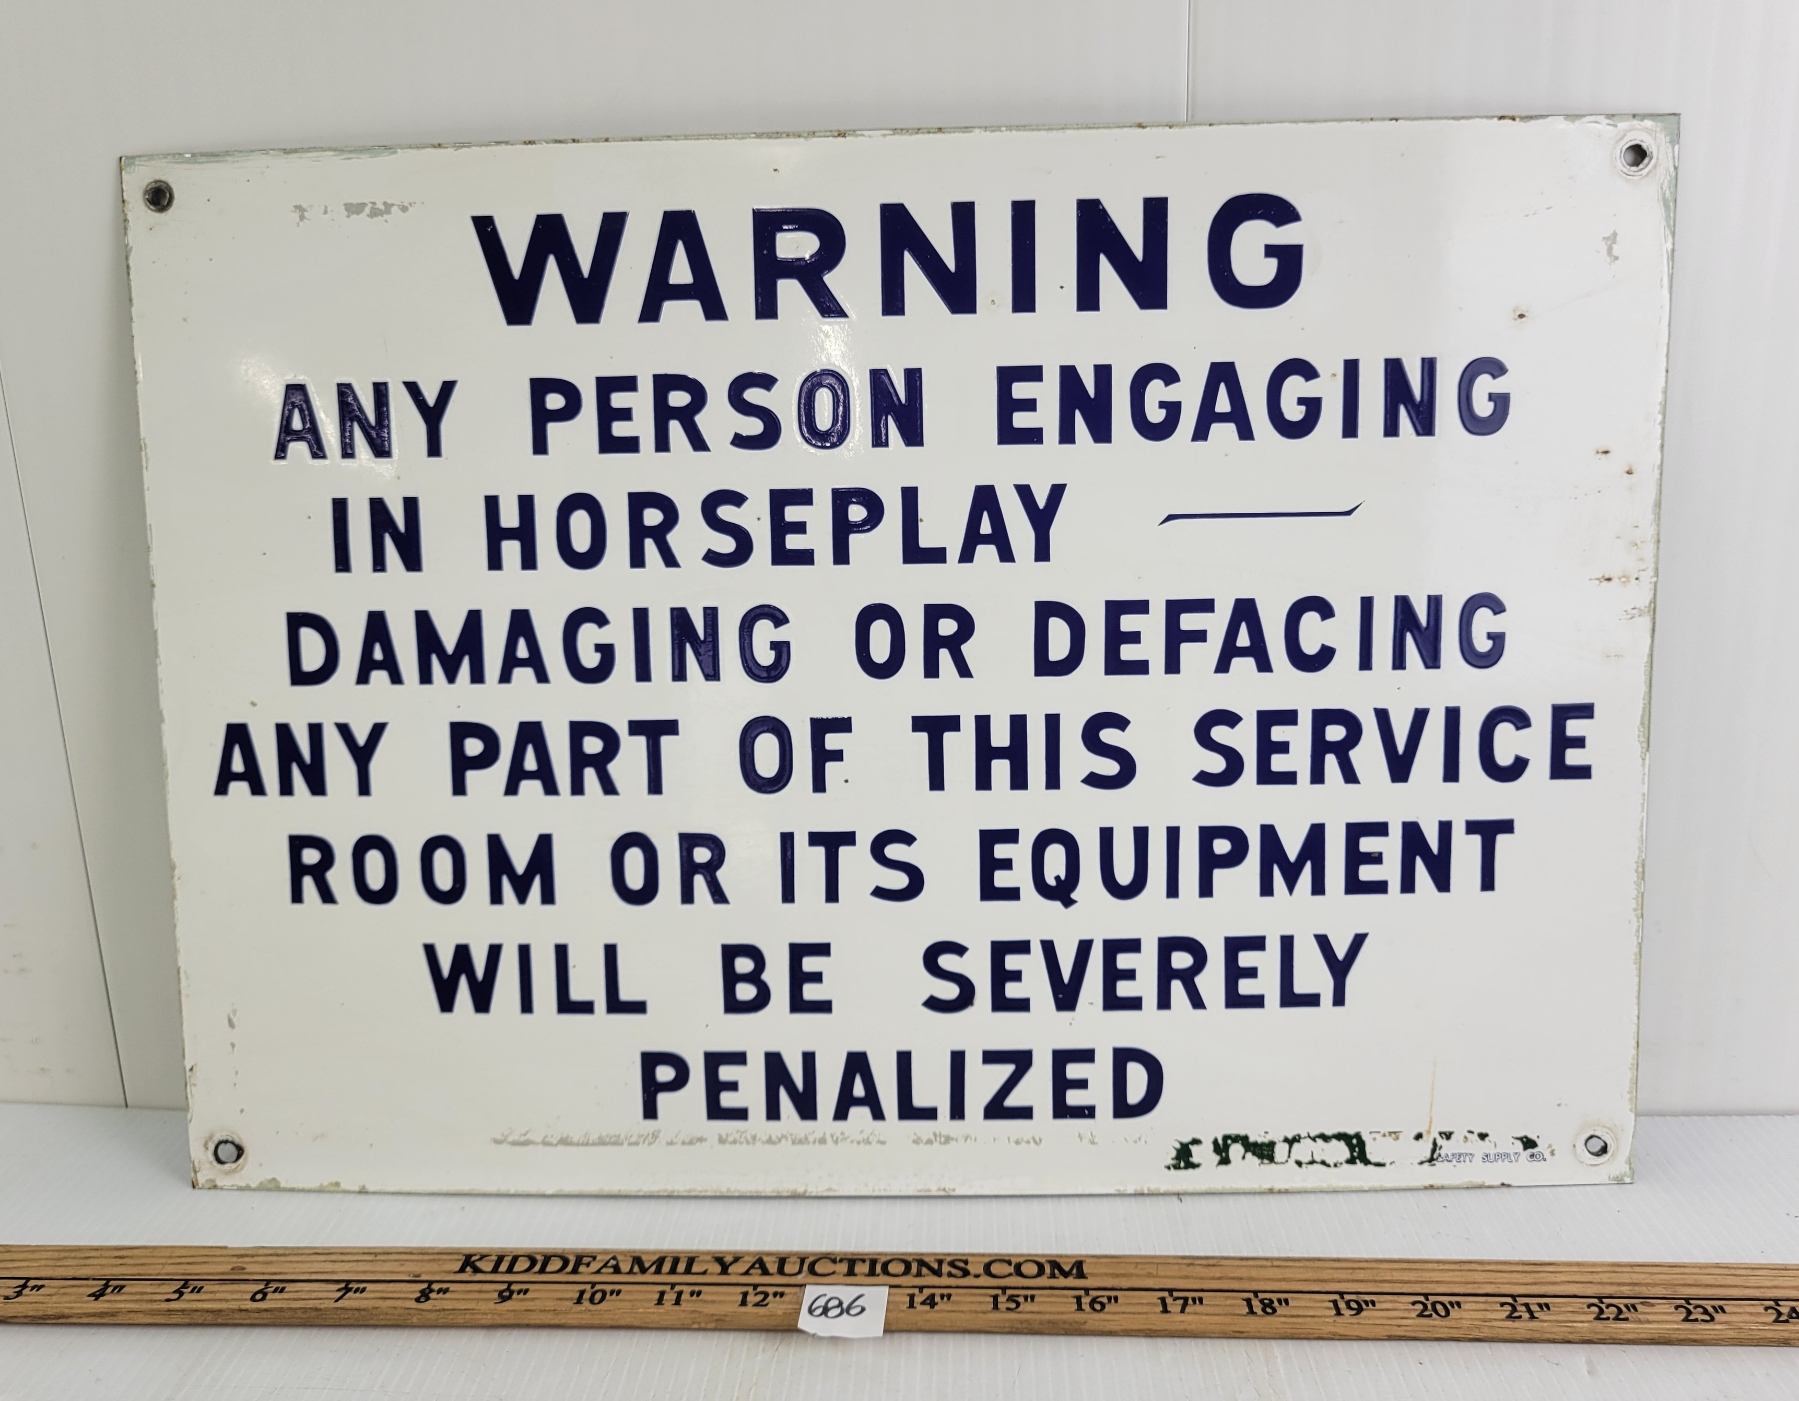 WARNING
ANY PERSON ENGAGING
IN HORSEPLAY —
DAMAGING OR DEFACING
ANY PART OF THIS SERVICE
ROOM OR ITS EQUIPMENT
WILL BE SEVERELY
PENALIZED
SAFETY SUPPLY CO.
KIDDFAMILYAUCTIONS.COM
3" 4" 5" 6" 7" 8" 9" 10" 11" 12" 686 14" 15" 16" 17" 18" 19" 20" 21" 22" 23" 24